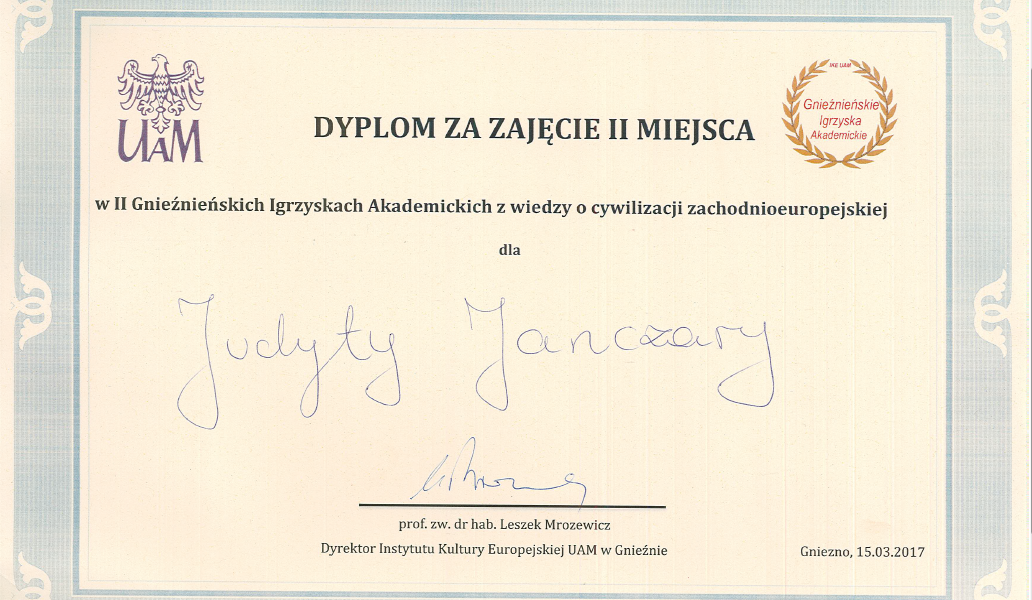 UAM
IKE UAM
Gnieźnieńskie
Igrzyska
Akademickie
DYPLOM ZA ZAJĘCIE II MIEJSCA
w II Gnieźnieńskich Igrzyskach Akademickich z wiedzy o cywilizacji zachodnioeuropejskiej
dla
Judyty Janczary
prof. zw. dr hab. Leszek Mrozewicz
Dyrektor Instytutu Kultury Europejskiej UAM w Gnieźnie
Gniezno, 15.03.2017